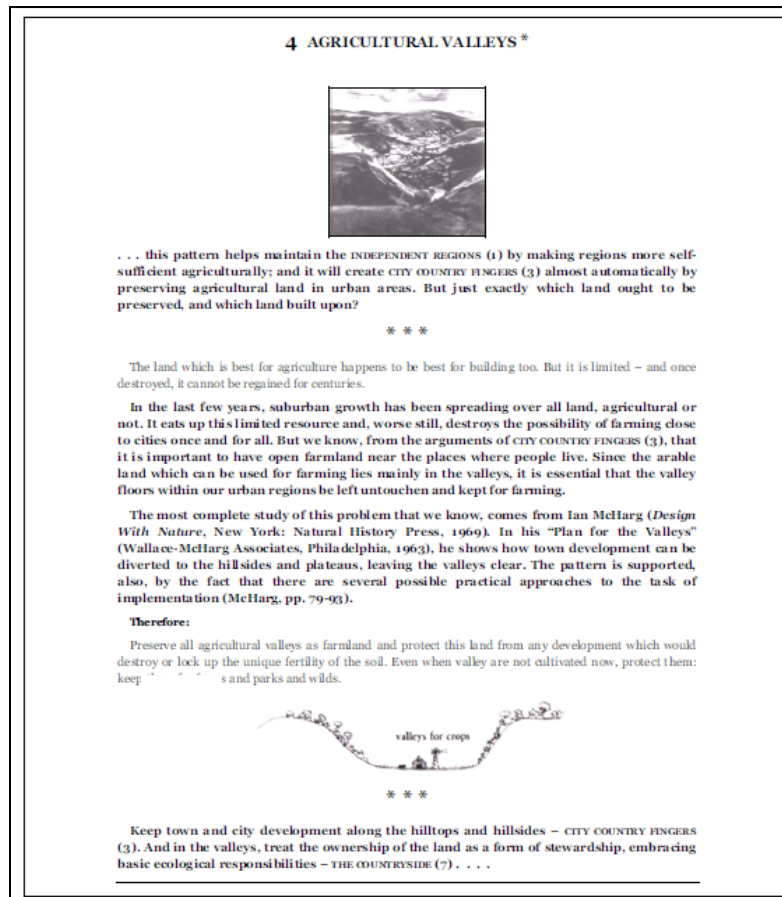 4 AGRICULTURAL VALLEYS *
. . . this pattern helps maintain the INDEPENDENT REGIONS (1) by making regions more self-
sufficient agriculturally; and it will create CITY COUNTRY FINGERS (3) almost automatically by
preserving agricultural land in urban areas. But just exactly which land ought to be
preserved, and which land built upon?
* * *
The land which is best for agriculture happens to be best for building too. But it is limited – and once
destroyed, it cannot be regained for centuries.
In the last few years, suburban growth has been spreading over all land, agricultural or
not. It eats up this limited resource and, worse still, destroys the possibility of farming close
to cities once and for all. But we know, from the arguments of CITY COUNTRY FINGERS (3), that
it is important to have open farmland near the places where people live. Since the arable
land which can be used for farming lies mainly in the valleys, it is essential that the valley
floors within our urban regions be left untouchen and kept for farming.
The most complete study of this problem that we know, comes from Ian McHarg (Design
With Nature, New York: Natural History Press, 1969). In his “Plan for the Valleys”
(Wallace-McHarg Associates, Philadelphia, 1963), he shows how town development can be
diverted to the hillsides and plateaus, leaving the valleys clear. The pattern is supported,
also, by the fact that there are several possible practical approaches to the task of
implementation (McHarg, pp. 79-93).
Therefore:
Preserve all agricultural valleys as farmland and protect this land from any development which would
destroy or lock up the unique fertility of the soil. Even when valley are not cultivated now, protect them:
keep and parks and wilds.
valleys for crops
* * *
Keep town and city development along the hilltops and hillsides – CITY COUNTRY FINGERS
(3). And in the valleys, treat the ownership of the land as a form of stewardship, embracing
basic ecological responsibilities – THE COUNTRYSIDE (7) . . . .